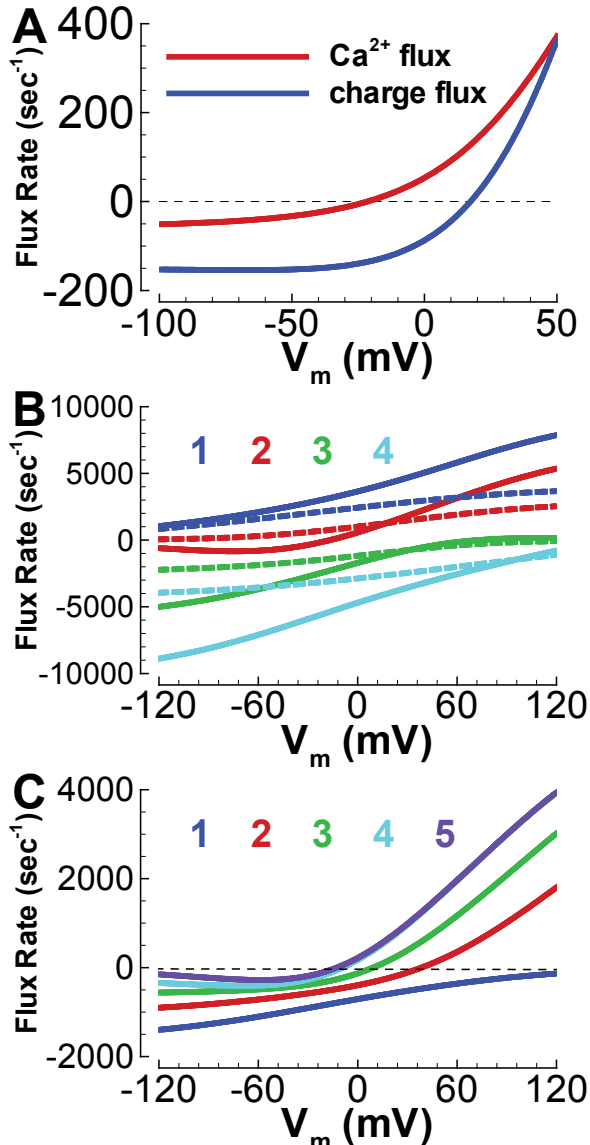 A
Flux Rate (sec⁻¹)
400
200
0
-200
Ca²⁺ flux
charge flux
-100 -50 0 50
Vₘ (mV)
B
Flux Rate (sec⁻¹)
10000
5000
0
-5000
-10000
1 2 3 4
-120 -60 0 60 120
Vₘ (mV)
C
Flux Rate (sec⁻¹)
4000
2000
0
-2000
1 2 3 4 5
-120 -60 0 60 120
Vₘ (mV)